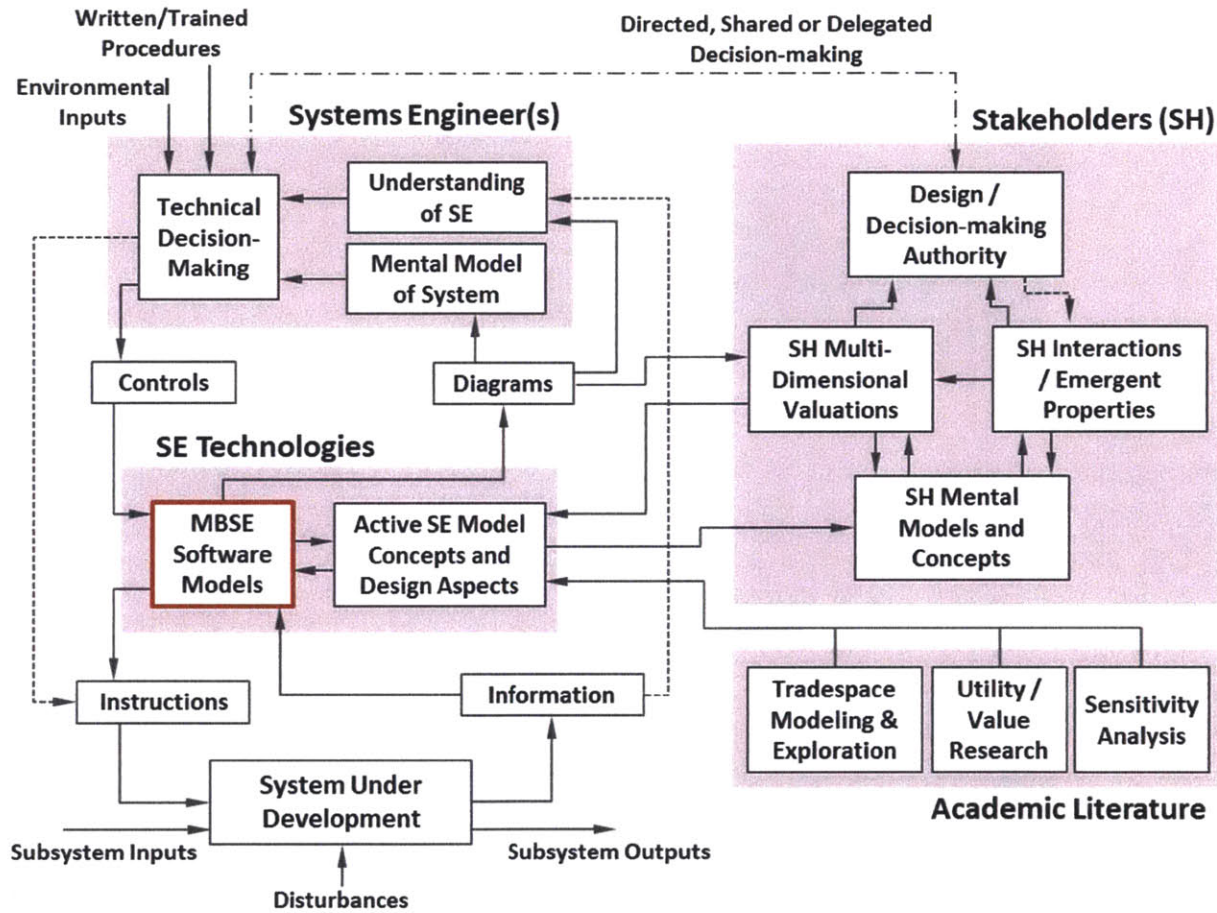 Written/Trained
Procedures
Directed, Shared or Delegated
Decision-making
Environmental
Inputs
Systems Engineer(s)
Stakeholders (SH)
Technical
Decision-
Making
Understanding
of SE
Mental Model
of System
Design /
Decision-making
Authority
Controls
Diagrams
SH Multi-
Dimensional
Valuations
SH Interactions
/ Emergent
Properties
SE Technologies
MBSE
Software
Models
Active SE Model
Concepts and
Design Aspects
SH Mental
Models and
Concepts
Instructions
Information
Tradespace
Modeling &
Exploration
Utility /
Value
Research
Sensitivity
Analysis
System Under
Development
Academic Literature
Subsystem Inputs
Subsystem Outputs
Disturbances